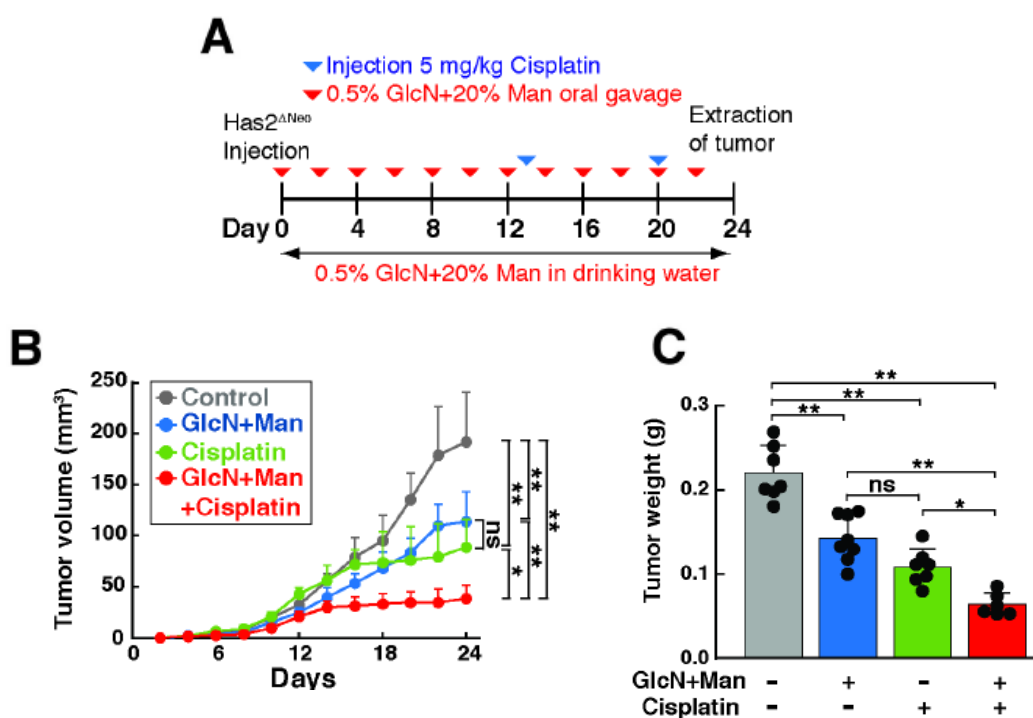 A
Injection 5 mg/kg Cisplatin
0.5% GlcN+20% Man oral gavage
Has2ΔNeo
Injection
Extraction
of tumor
Day 0 4 8 12 16 20 24
0.5% GlcN+20% Man in drinking water
B
Tumor volume (mm3)
250
200
150
100
50
0
Control
GlcN+Man
Cisplatin
GlcN+Man
+Cisplatin
ns
**
**
*
**
**
0 6 12 18 24
Days
C
Tumor weight (g)
0.3
0.2
0.1
0.0
**
**
**
**
ns
*
GlcN+Man - + - +
Cisplatin - - + +